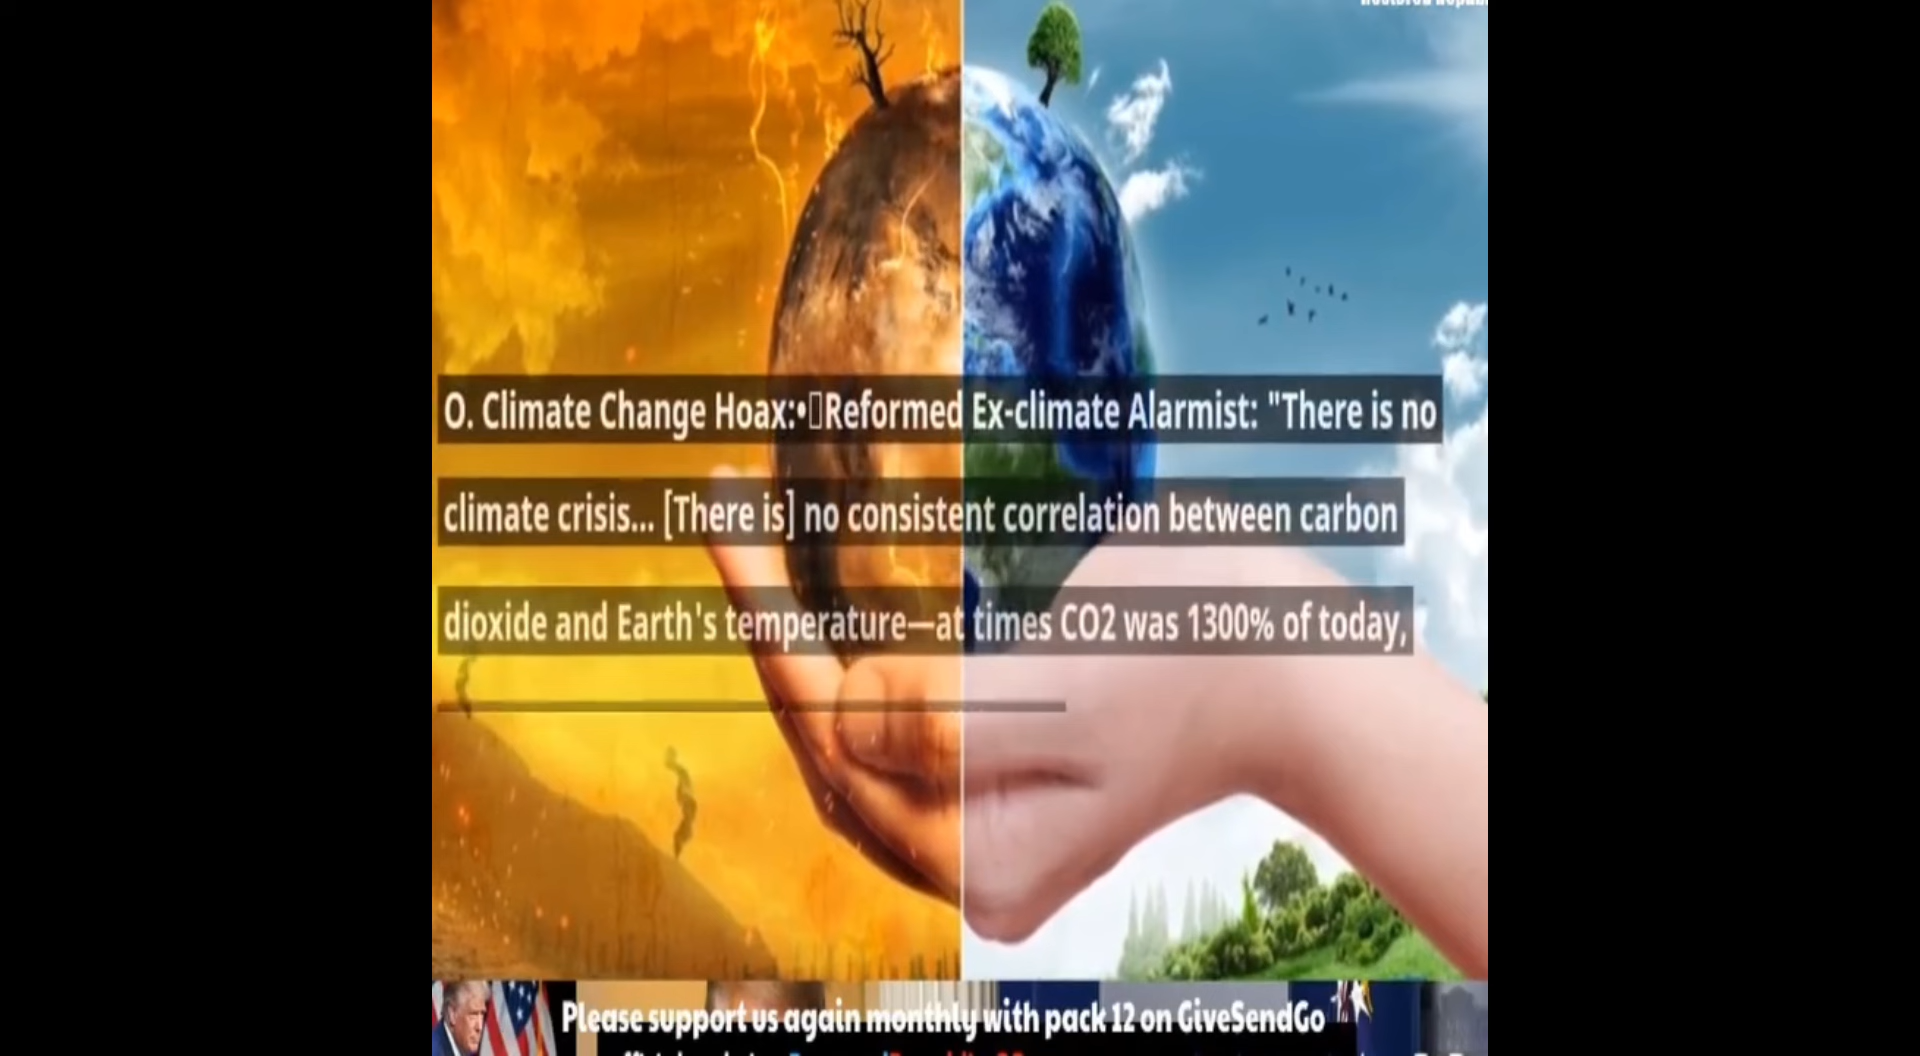 O. Climate Change Hoax:•▯Reformed Ex-climate Alarmist: "There is no
climate crisis... [There is] no consistent correlation between carbon
dioxide and Earth's temperature—at times CO2 was 1300% of today,
Please support us again monthly with pack 12 on GiveSendGo